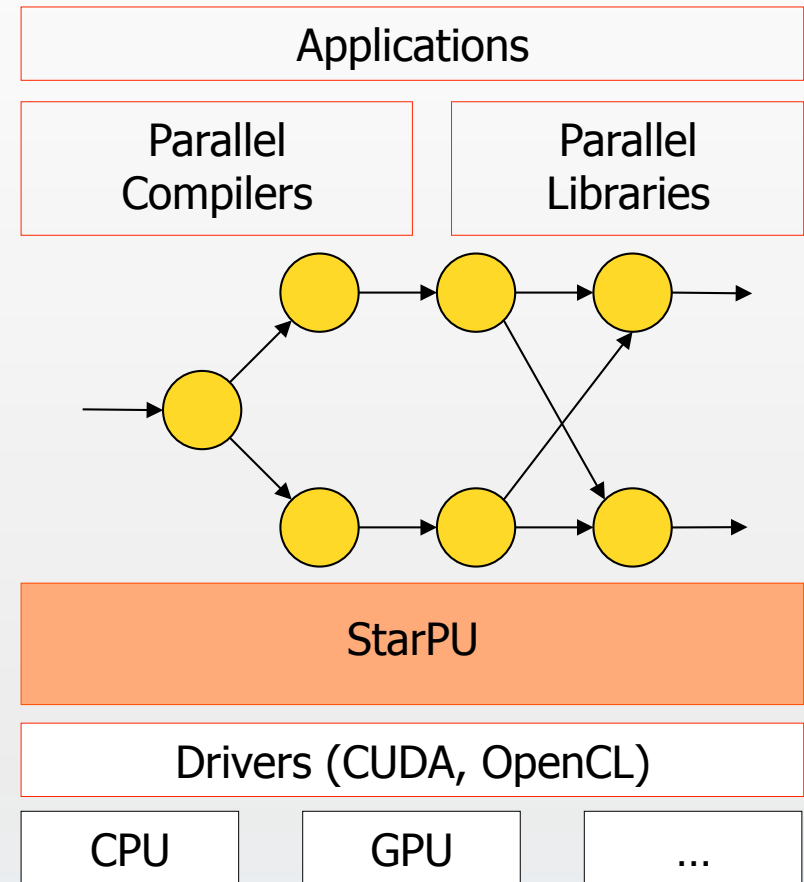 Applications
Parallel
Compilers
Parallel
Libraries
StarPU
Drivers (CUDA, OpenCL)
CPU
GPU
...